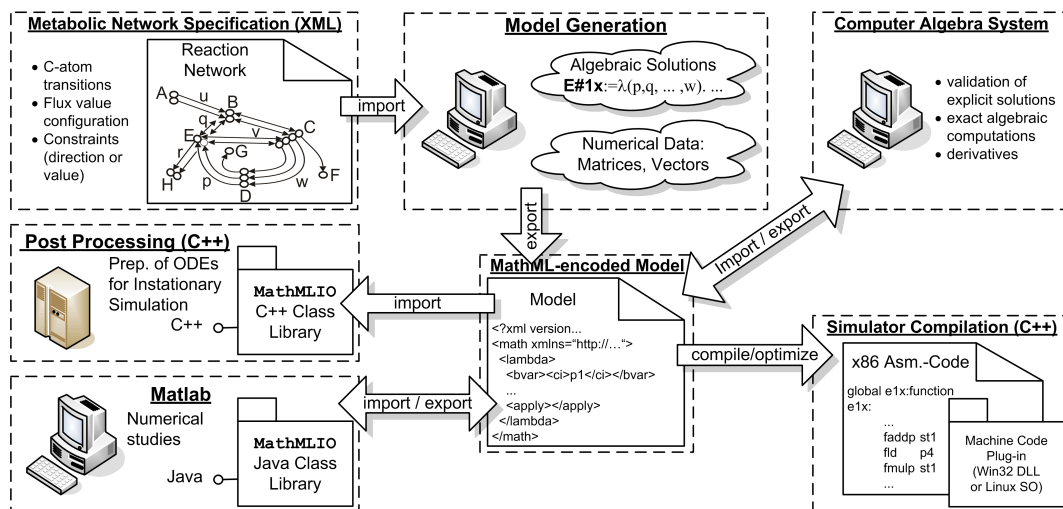 Metabolic Network Specification (XML)
• C-atom
transitions
• Flux value
configuration
• Constraints
(direction or
value)
Reaction
Network
A
u
B
q
C
E
v
r
G
H
p
D
w
F
import
Model Generation
Algebraic Solutions
E#1x:=λ(p,q, ... ,w). ...
Numerical Data:
Matrices, Vectors
export
Computer Algebra System
• validation of
explicit solutions
• exact algebraic
computations
• derivatives
Import / export
Post Processing (C++)
Prep. of ODEs
for Instationary
Simulation
C++
MathMLIO
C++ Class
Library
import
MathML-encoded Model
Model
<?xml version...
<math xmlns="http://…“>
<lambda>
<bvar><ci>p1</ci></bvar>
...
<apply></apply>
</lambda>
</math>
compile/optimize
Simulator Compilation (C++)
x86 Asm.-Code
global e1x:function
e1x:
...
faddp st1
fld p4
fmulp st1
...
Machine Code
Plug-in
(Win32 DLL
or Linux SO)
Matlab
Numerical
studies
Java
MathMLIO
Java Class
Library
import / export